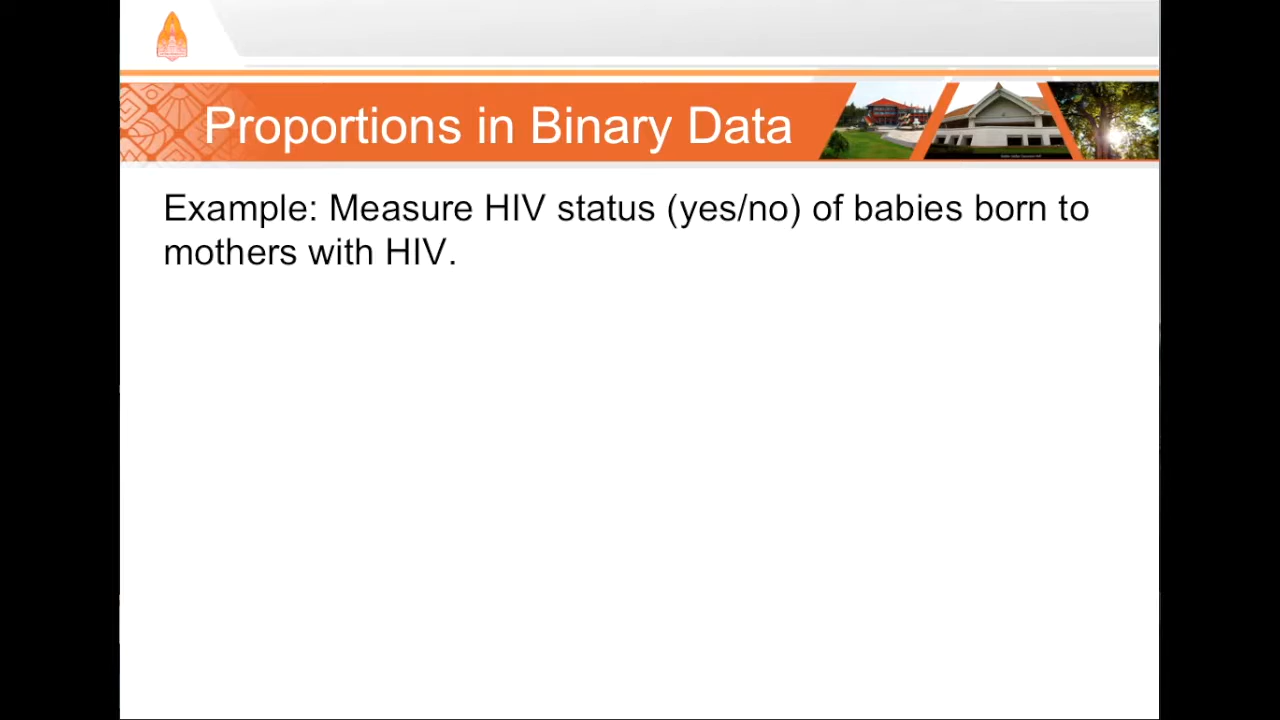 Proportions in Binary Data
Example: Measure HIV status (yes/no) of babies born to
mothers with HIV.